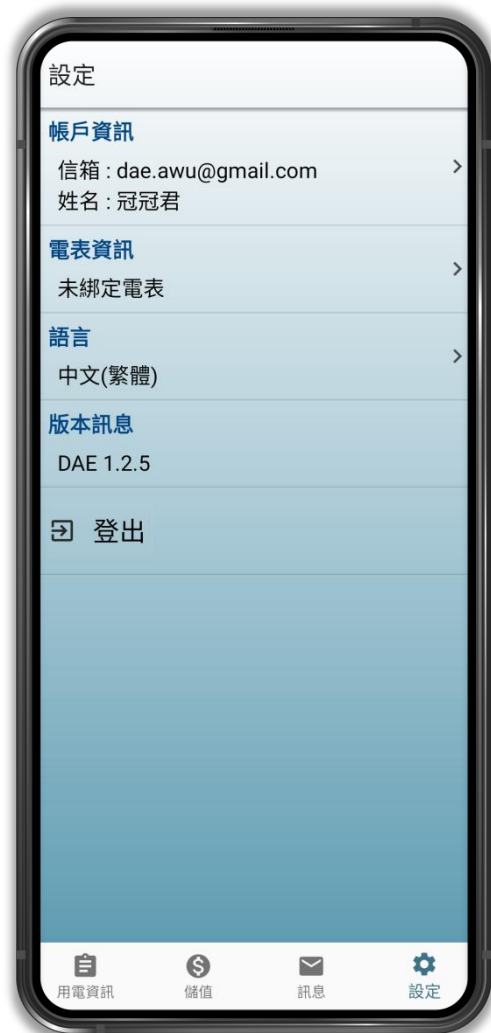 設定
帳戶資訊
信箱 : dae.awu@gmail.com
姓名 : 冠冠君
電表資訊
未綁定電表
語言
中文(繁體)
版本訊息
DAE 1.2.5
登出
用電資訊
儲值
訊息
設定